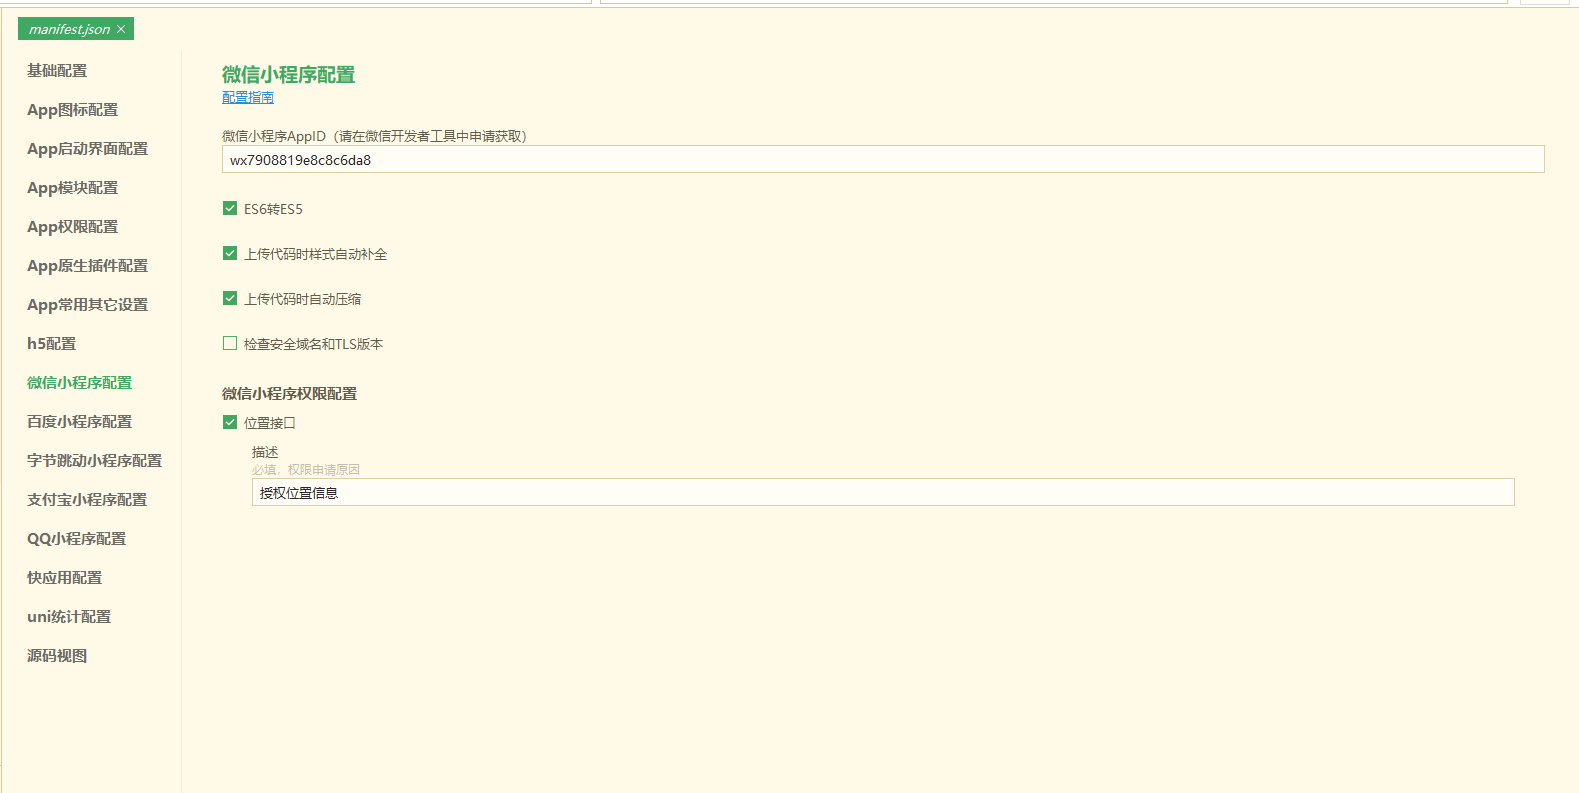 manifest.json ×
基础配置
App图标配置
App启动界面配置
App模块配置
App权限配置
App原生插件配置
App常用其它设置
h5配置
微信小程序配置
百度小程序配置
字节跳动小程序配置
支付宝小程序配置
QQ小程序配置
快应用配置
uni统计配置
源码视图
微信小程序配置
配置指南
微信小程序AppID（请在微信开发者工具中申请获取）
wx7908819e8c8c6da8
ES6转ES5
上传代码时样式自动补全
上传代码时自动压缩
检查安全域名和TLS版本
微信小程序权限配置
位置接口
描述
必填，权限申请原因
授权位置信息